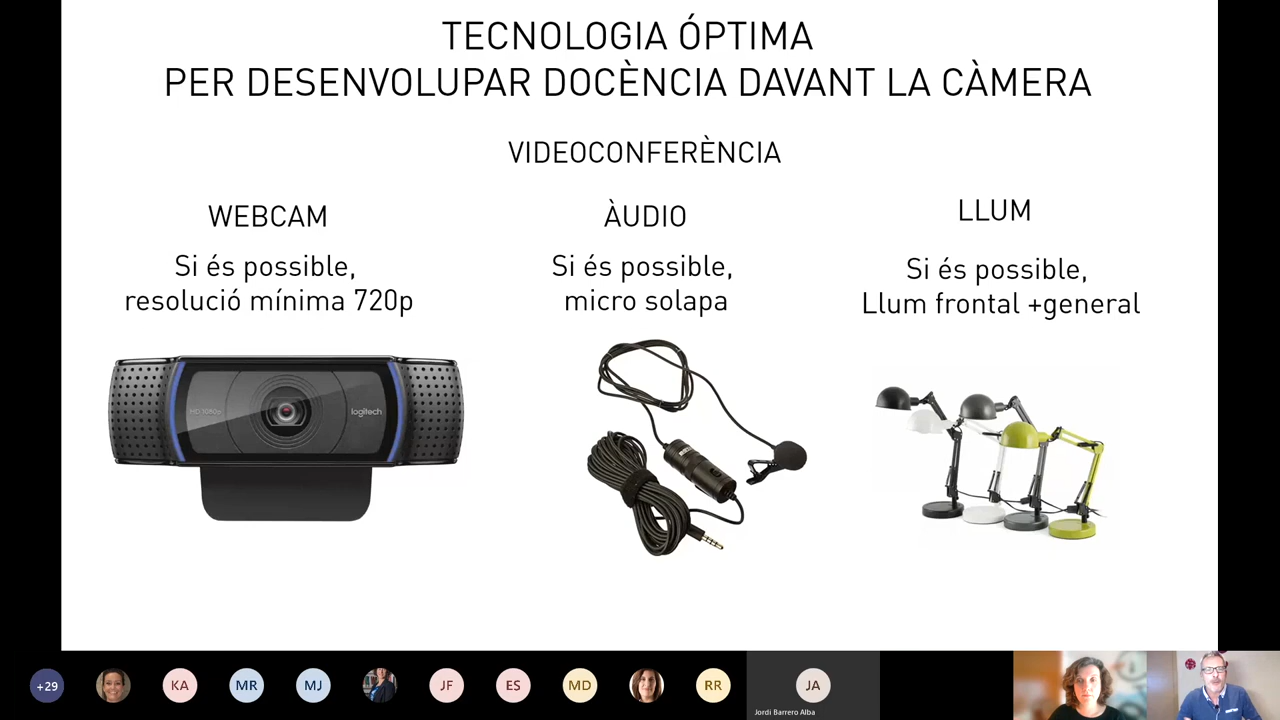 TECNOLOGIA ÓPTIMA
PER DESENVOLUPAR DOCÈNCIA DAVANT LA CÀMERA
VIDEOCONFERÈNCIA
WEBCAM
Si és possible,
resolució mínima 720p
ÀUDIO
Si és possible,
micro solapa
LLUM
Si és possible,
Llum frontal +general
HD 1080p
logitech
+29
KA
MR
MJ
JF
ES
MD
RR
JA
Jordi Barrero Alba